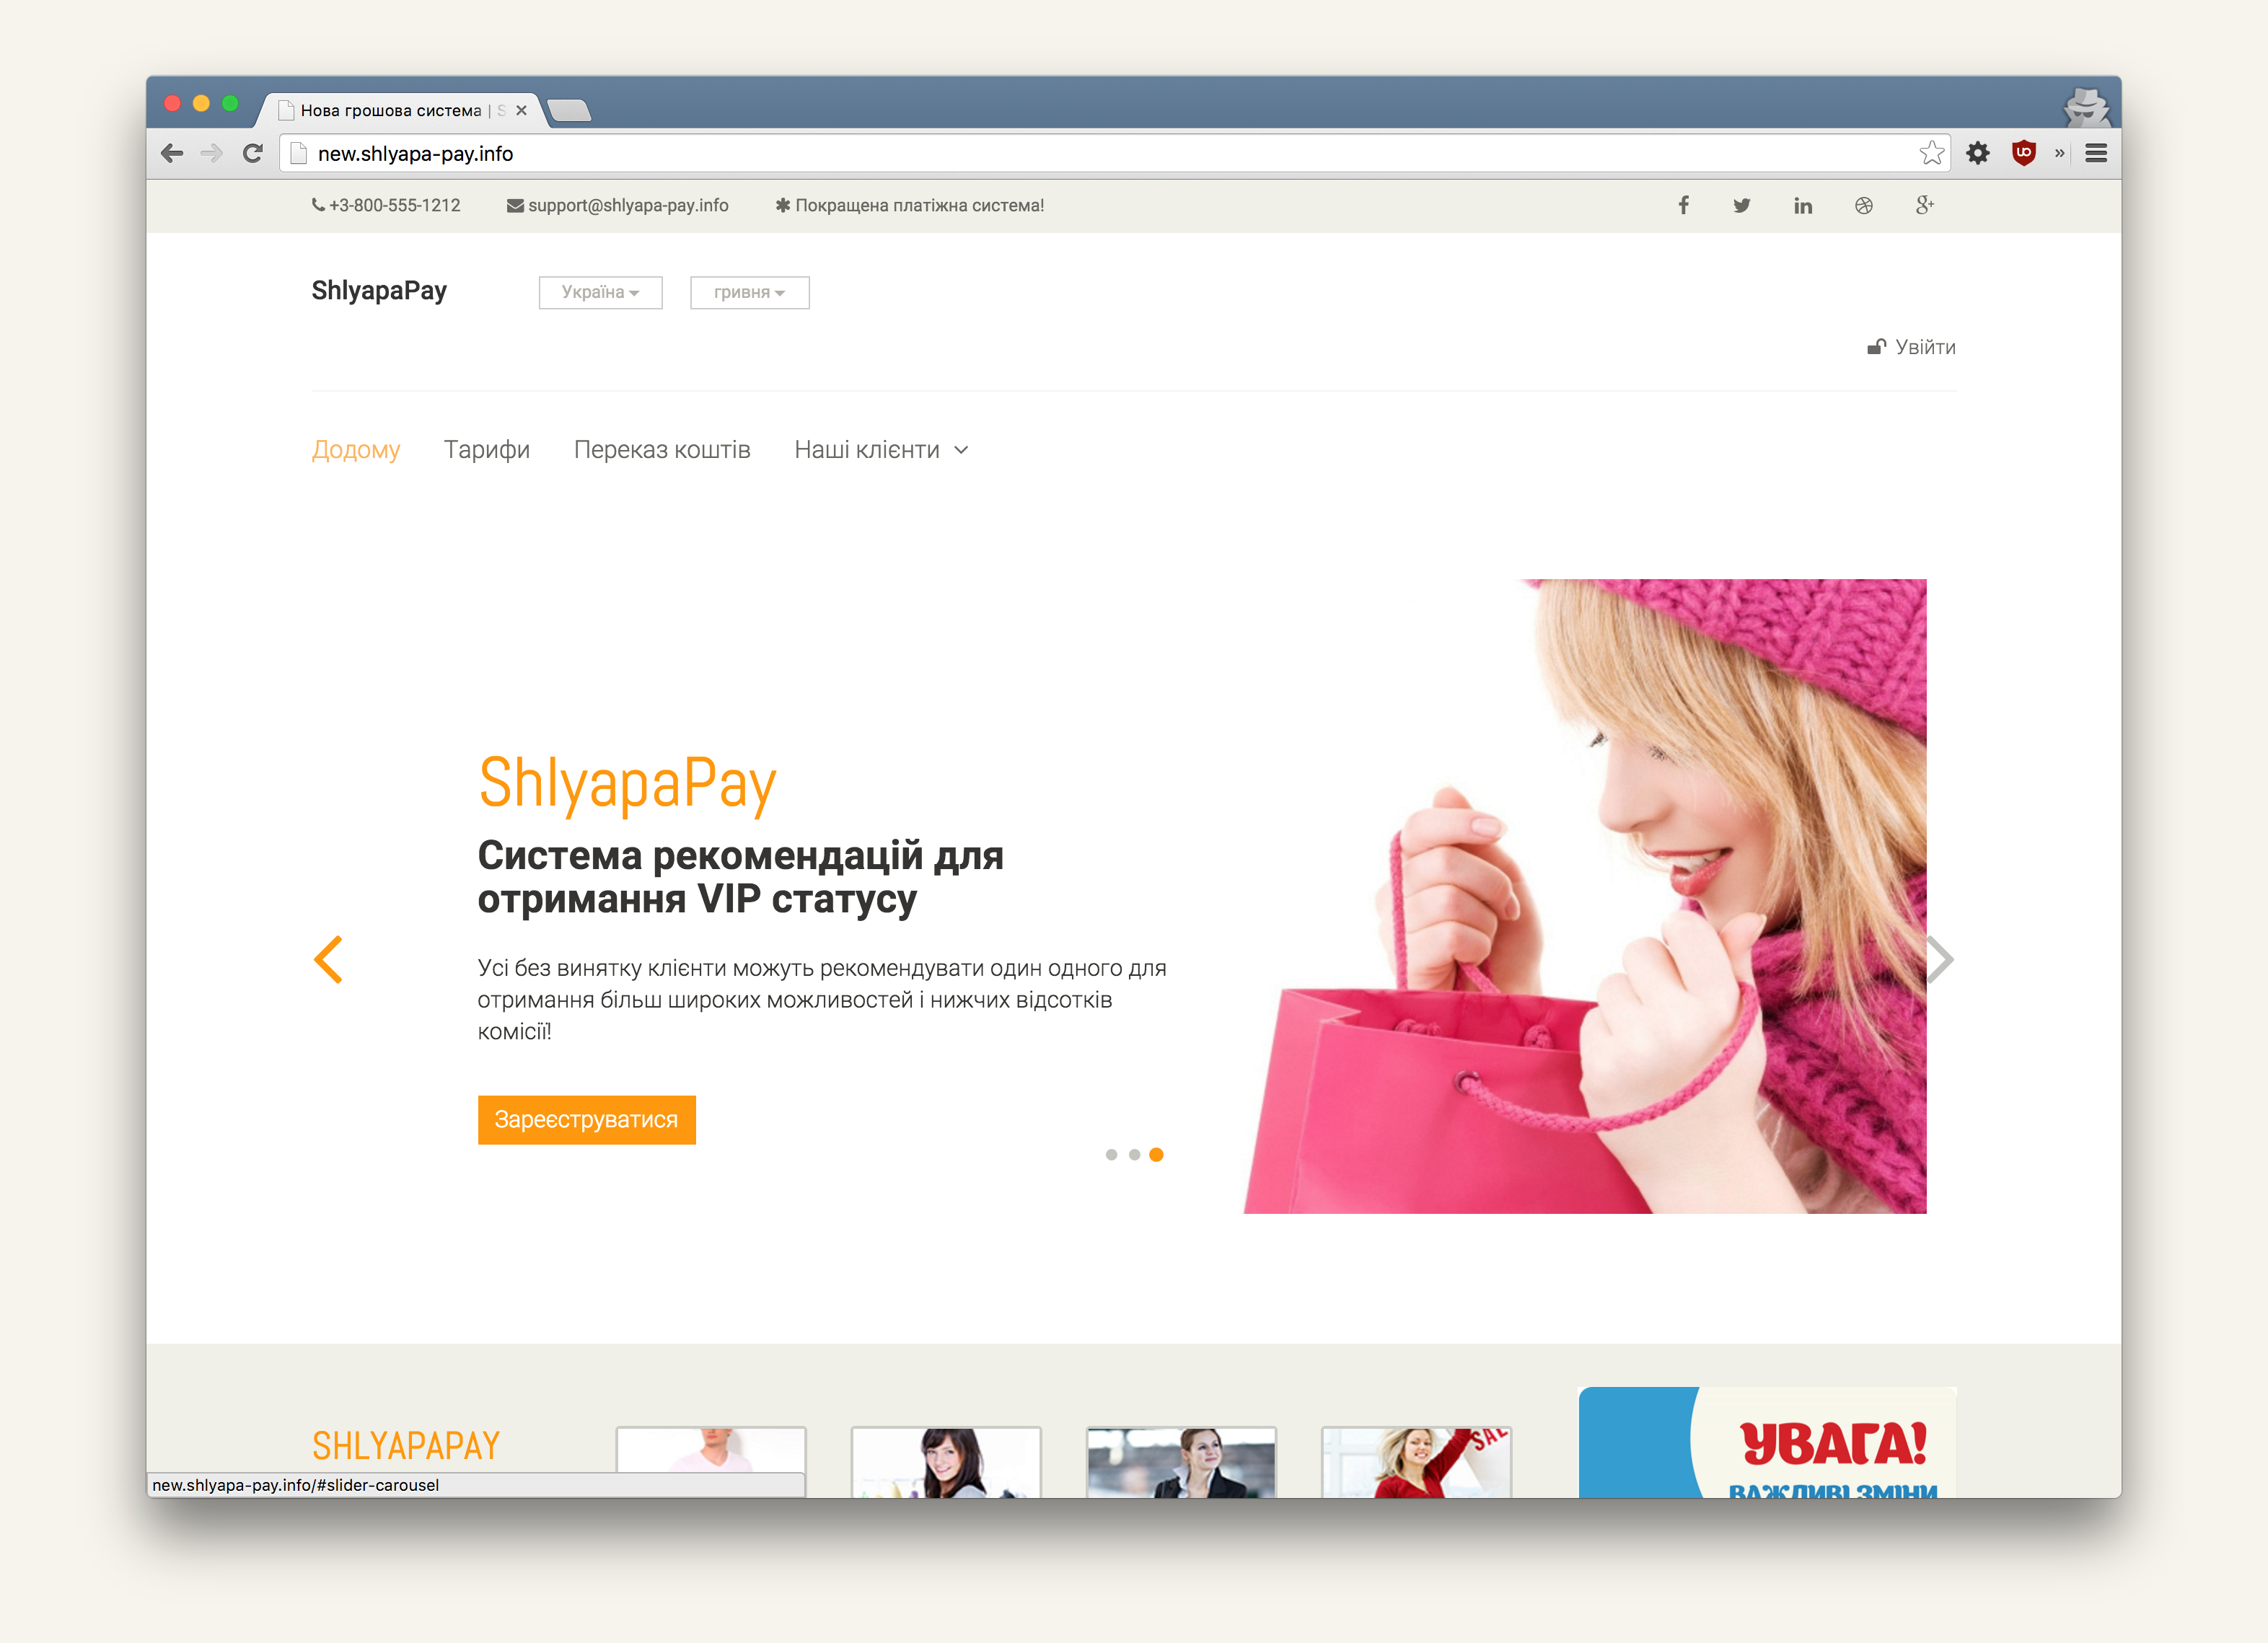 Нова грошова система | S
new.shlyapa-pay.info
+3-800-555-1212 support@shlyapa-pay.info Покращена платіжна система!
ShlyapaPay Україна гривня
Увійти
Додому Тарифи Переказ коштів Наші клієнти
ShlyapaPay
Система рекомендацій для
отримання VIP статусу
Усі без винятку клієнти можуть рекомендувати один одного для
отримання більш широких можливостей і нижчих відсотків
комісії!
Зареєструватися
SHLYAPAPAY
SAL
УВАГА!
ВАЖЛИВІ ЗМІНИ
new.shlyapa-pay.info/#slider-carousel